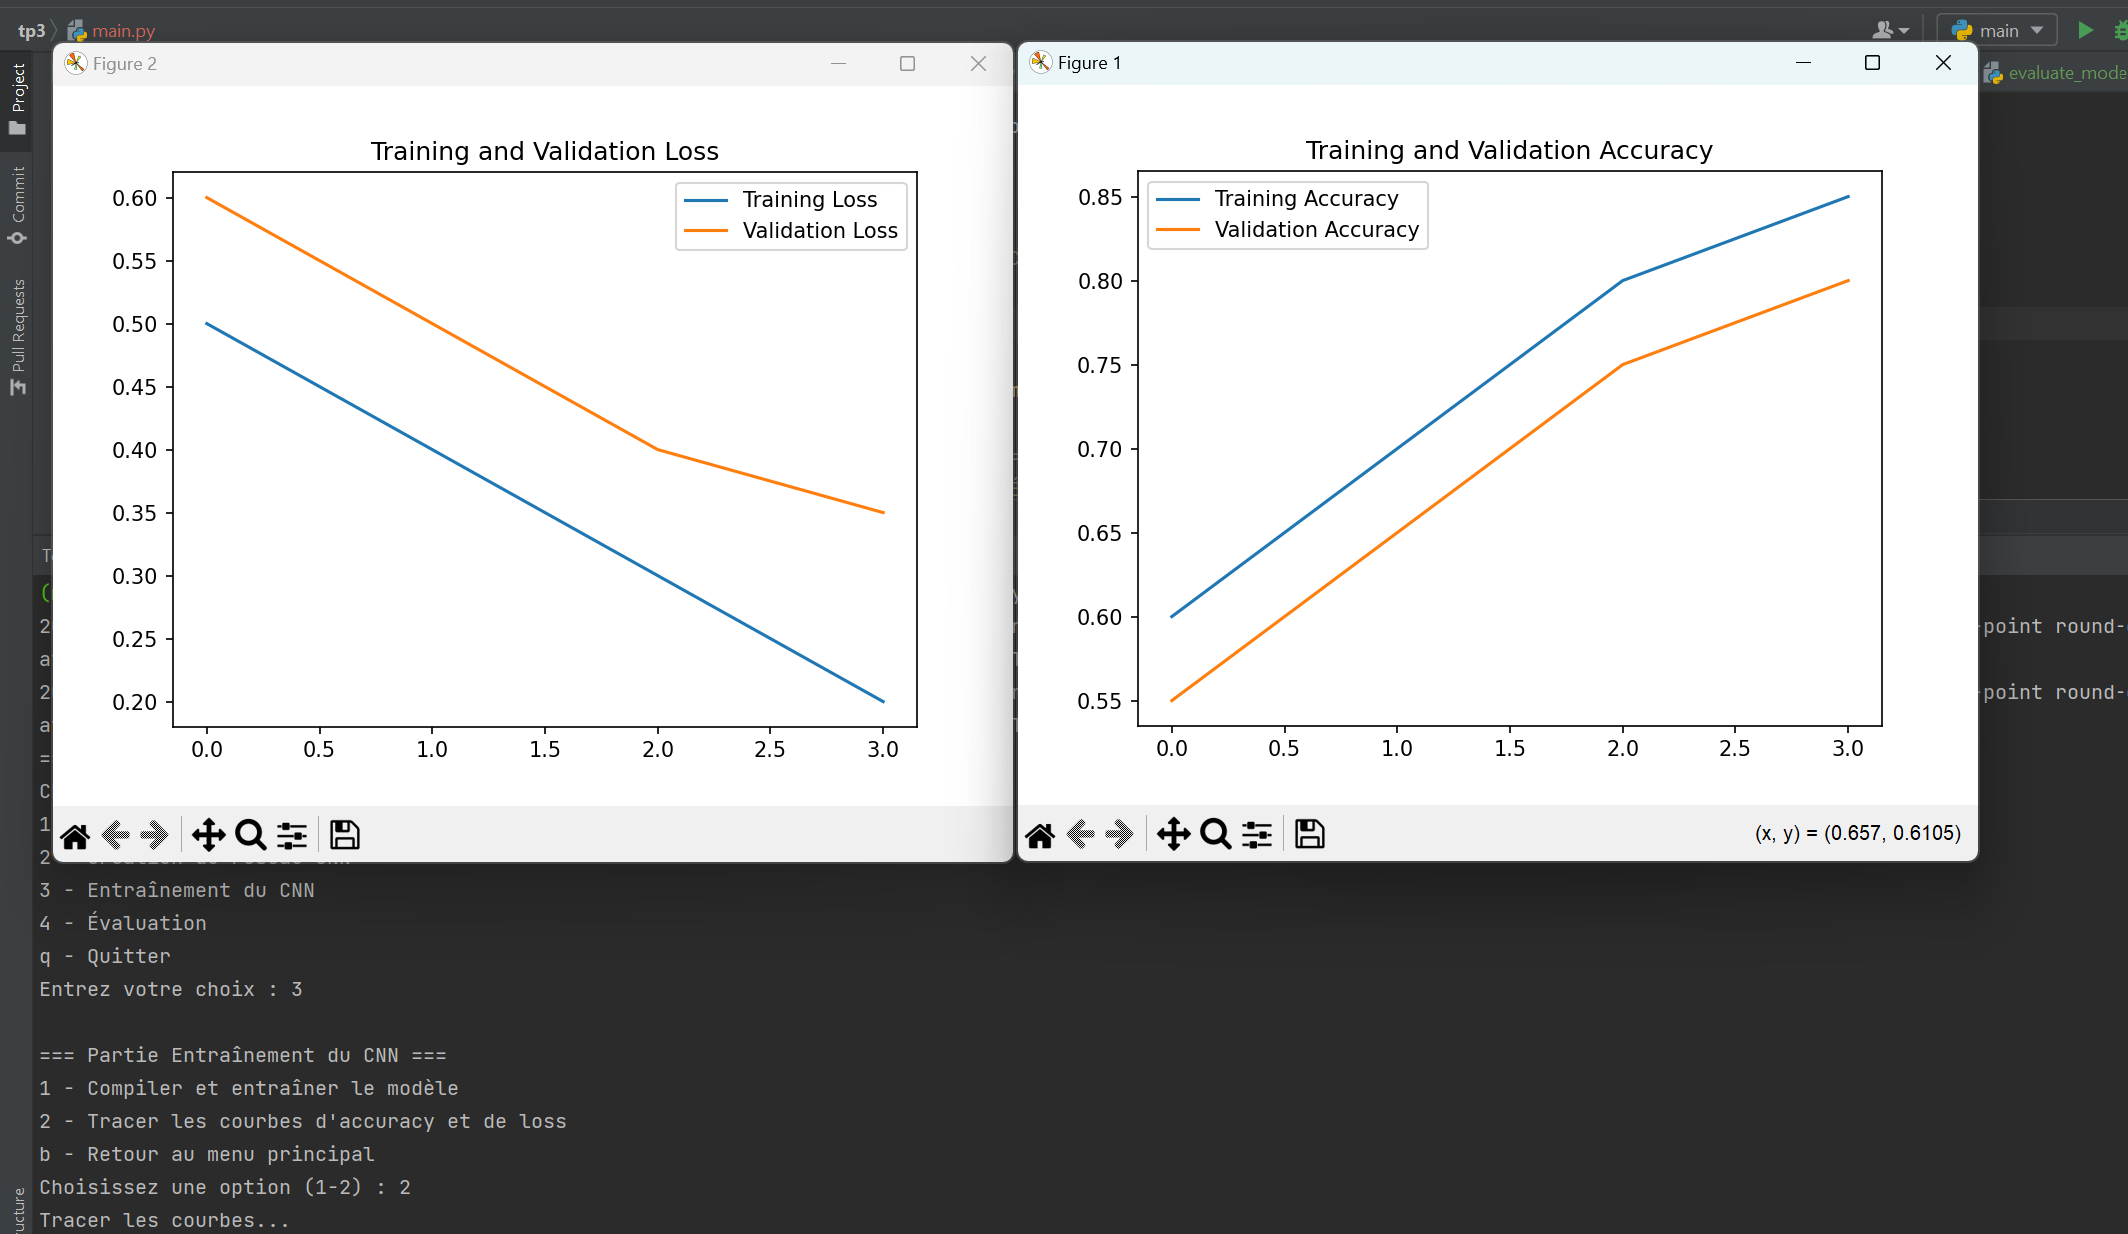 tp3
main.py
main
evaluate_mode
Project
Commit
Pull Requests
Figure 2
Training and Validation Loss
Training Loss
Validation Loss
0.60
0.55
0.50
0.45
0.40
0.35
0.30
0.25
0.20
0.0 0.5 1.0 1.5 2.0 2.5 3.0
Figure 1
Training and Validation Accuracy
Training Accuracy
Validation Accuracy
0.85
0.80
0.75
0.70
0.65
0.60
0.55
0.0 0.5 1.0 1.5 2.0 2.5 3.0
(x, y) = (0.657, 0.6105)
-point round-
-point round-
3 - Entraînement du CNN
4 - Évaluation
q - Quitter
Entrez votre choix : 3
=== Partie Entraînement du CNN ===
1 - Compiler et entraîner le modèle
2 - Tracer les courbes d'accuracy et de loss
b - Retour au menu principal
Choisissez une option (1-2) : 2
Tracer les courbes...
ucture